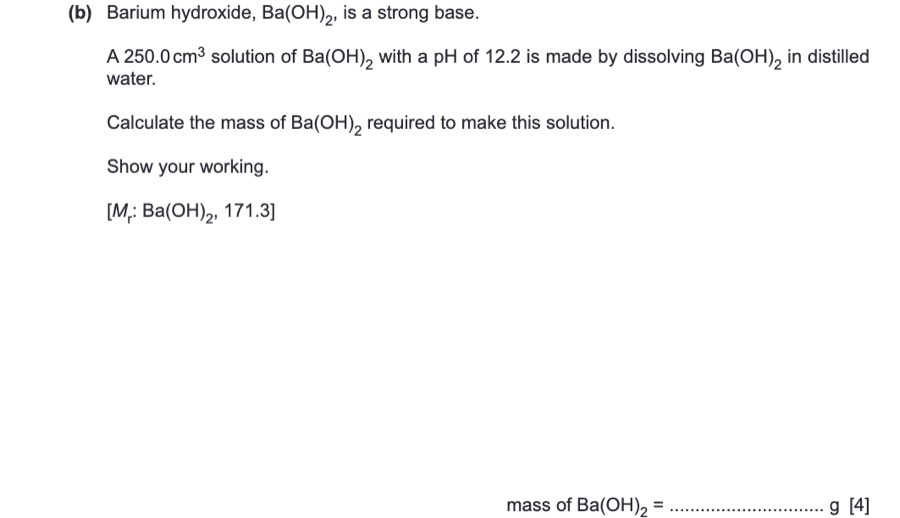 (b) Barium hydroxide, Ba(OH)₂, is a strong base.
A 250.0 cm³ solution of Ba(OH)₂ with a pH of 12.2 is made by dissolving Ba(OH)₂ in distilled
water.
Calculate the mass of Ba(OH)₂ required to make this solution.
Show your working.
[Mᵣ: Ba(OH)₂, 171.3]
mass of Ba(OH)₂ = .............................. g [4]